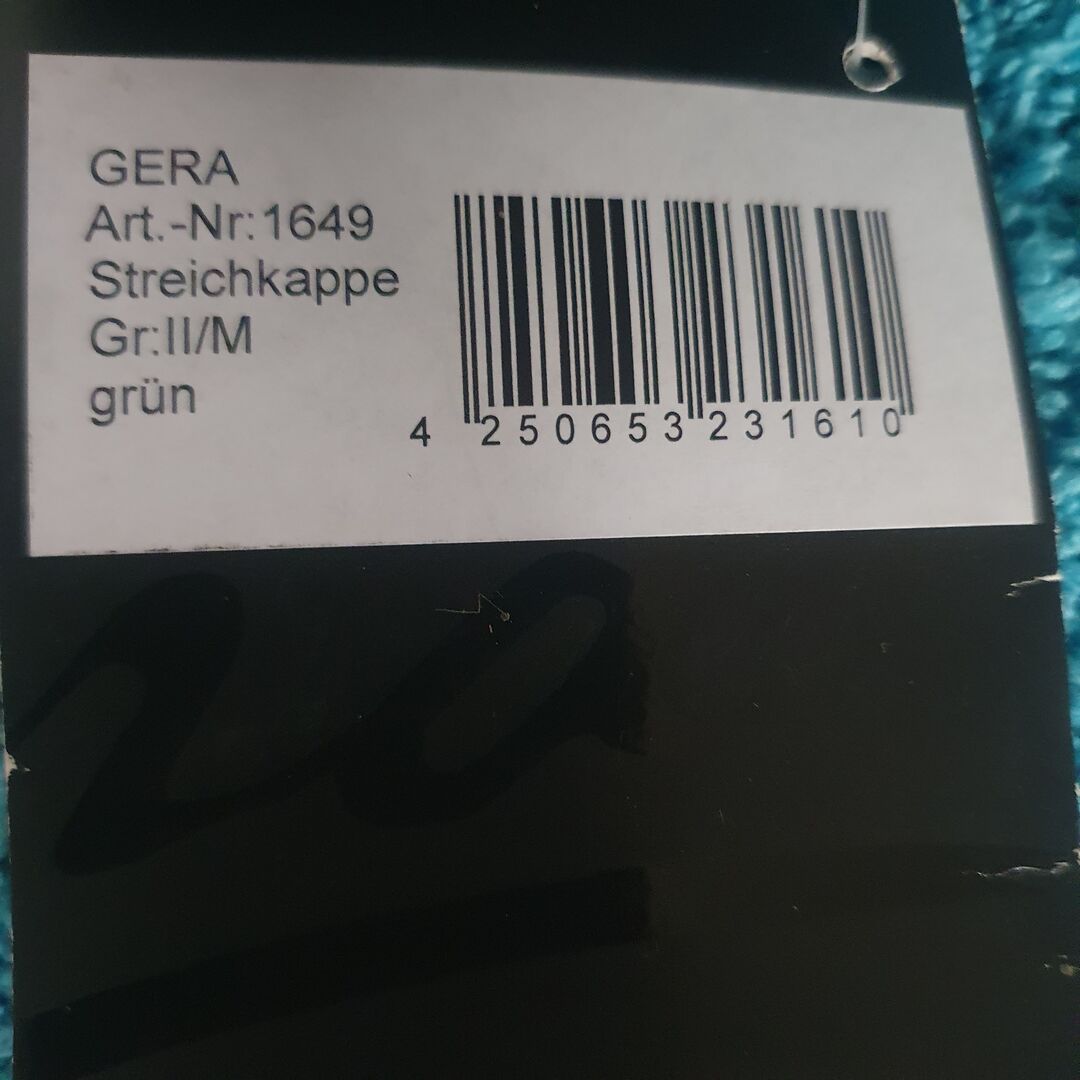 GERA
Art.-Nr:1649
Streichkappe
Gr:II/M
grün
4 250653 231610